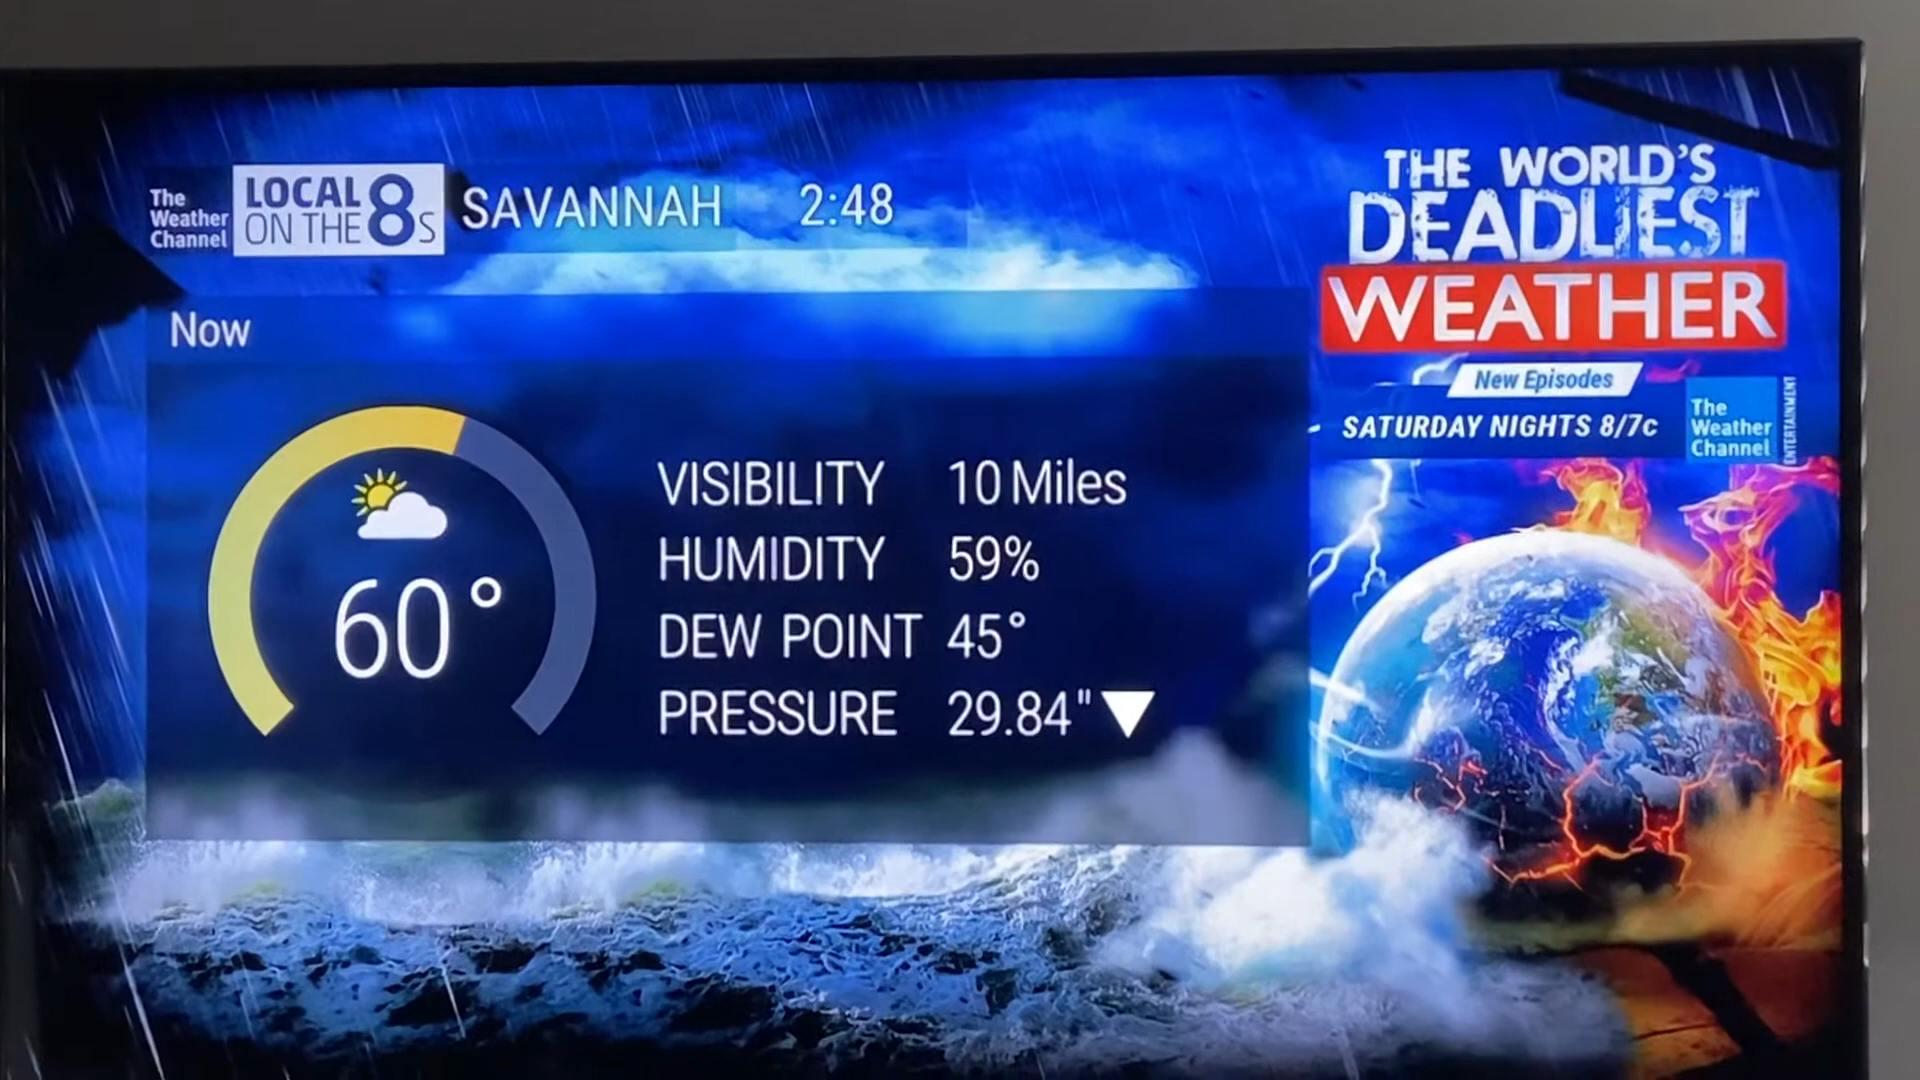 The
Weather
Channel
LOCAL
ON THE 8s
SAVANNAH 2:48
Now
60°
VISIBILITY 10 Miles
HUMIDITY 59%
DEW POINT 45°
PRESSURE 29.84"
THE WORLD'S
DEADLIEST
WEATHER
New Episodes
SATURDAY NIGHTS 8/7c
The
Weather
Channel
ENTERTAINMENT